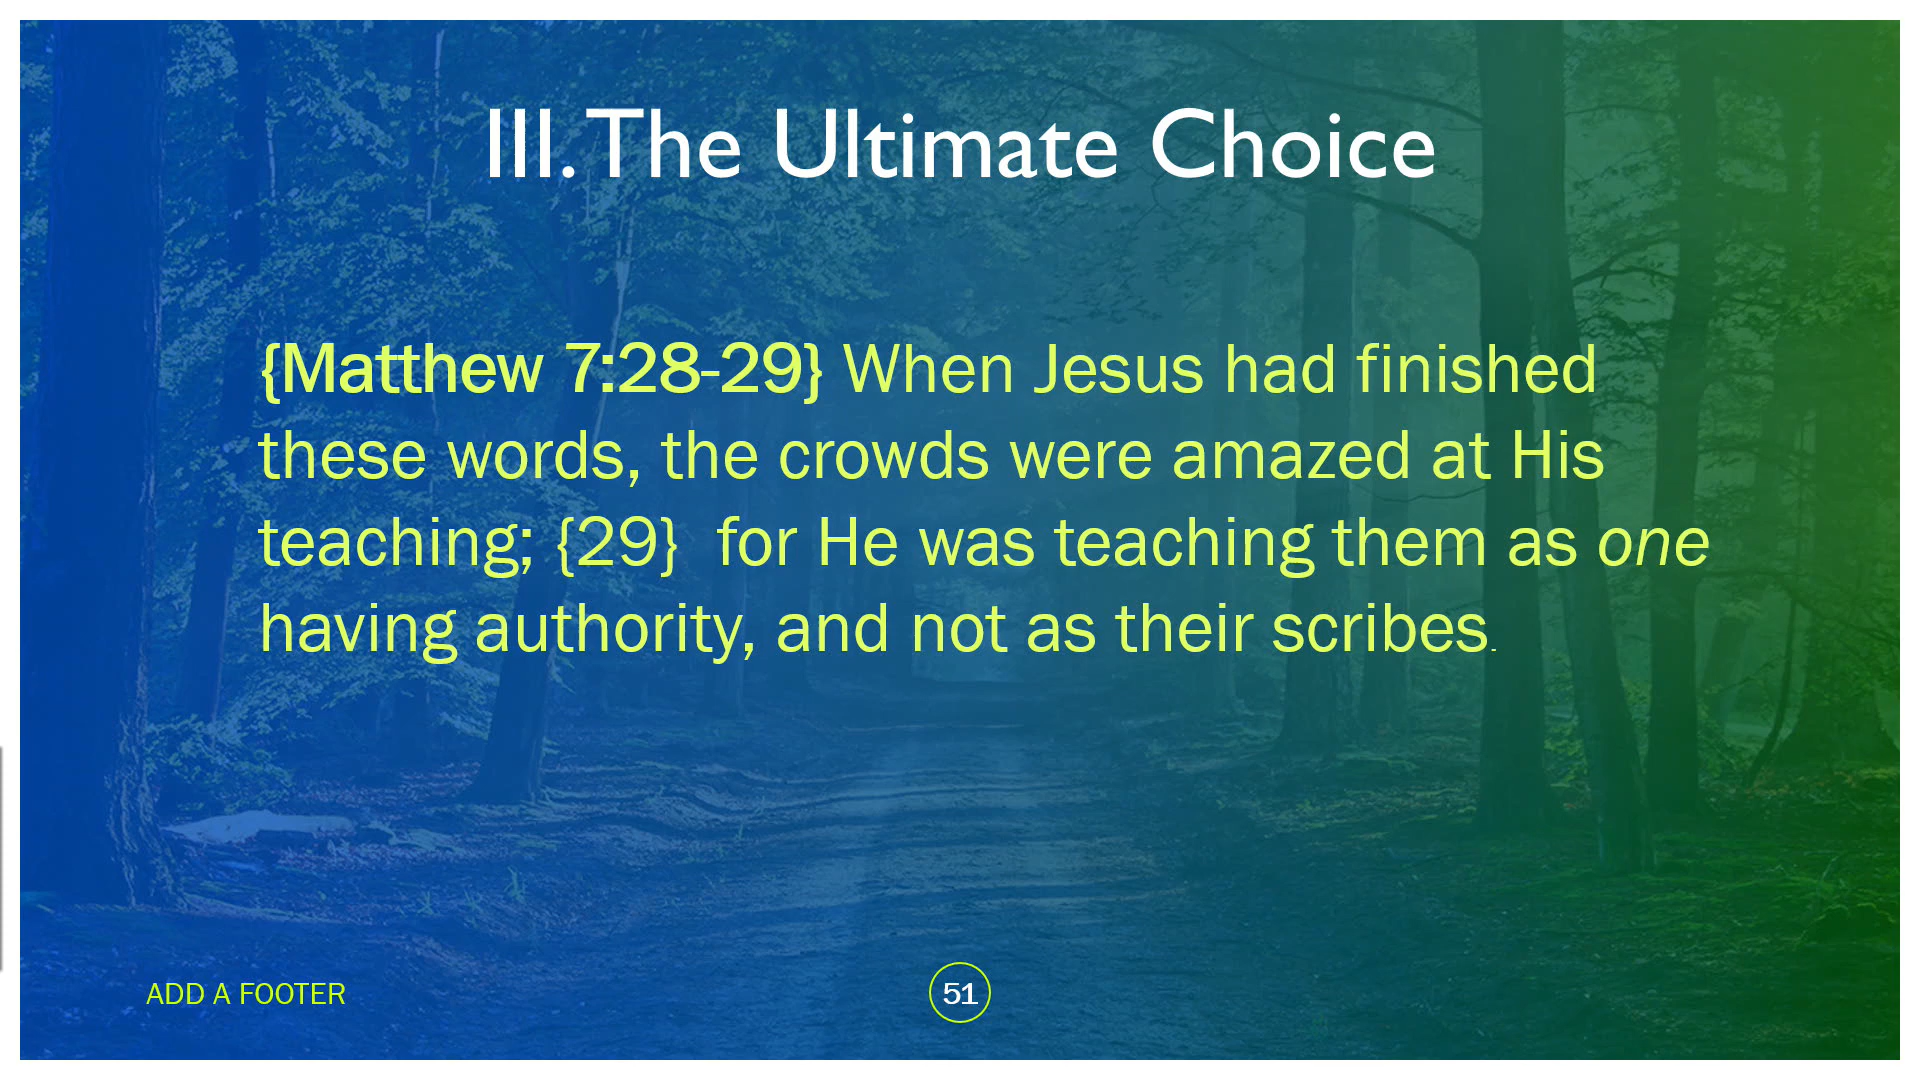 III. The Ultimate Choice
{Matthew 7:28-29} When Jesus had finished
these words, the crowds were amazed at His
teaching; {29}  for He was teaching them as one
having authority, and not as their scribes.
ADD A FOOTER
51